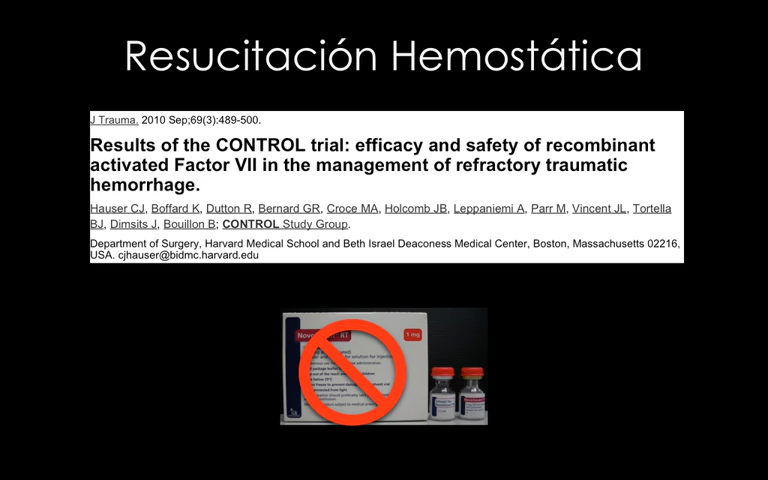 Resucitación Hemostática
J Trauma. 2010 Sep;69(3):489-500.
Results of the CONTROL trial: efficacy and safety of recombinant
activated Factor VII in the management of refractory traumatic
hemorrhage.
Hauser CJ, Boffard K, Dutton R, Bernard GR, Croce MA, Holcomb JB, Leppaniemi A, Parr M, Vincent JL, Tortella
BJ, Dimsits J, Bouillon B; CONTROL Study Group.
Department of Surgery, Harvard Medical School and Beth Israel Deaconess Medical Center, Boston, Massachusetts 02216,
USA. cjhauser@bidmc.harvard.edu
RT
1 mg